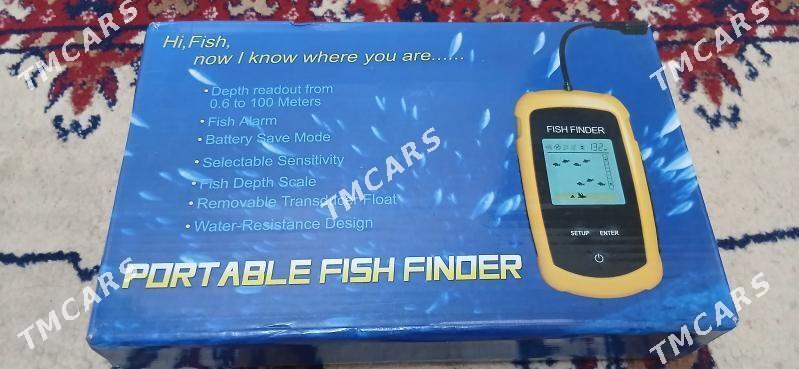 Hi, Fish,
now I know where you are......
• Depth readout from
0.6 to 100 Meters
• Fish Alarm
• Battery Save Mode
• Selectable Sensitivity
• Fish Depth Scale
• Removable Transducer Float
• Water-Resistance Design
PORTABLE FISH FINDER
FISH FINDER
132
SETUP ENTER
TMCARS
TMCARS
TMCARS
TMCARS
TMCARS
TMCARS